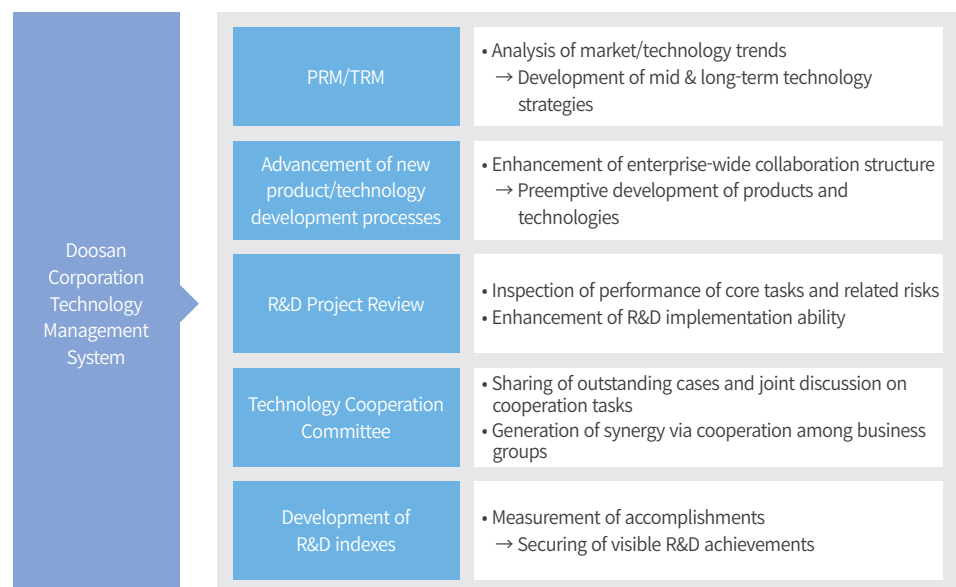 Doosan
Corporation
Technology
Management
System
PRM/TRM
• Analysis of market/technology trends
→ Development of mid & long-term technology
strategies
Advancement of new
product/technology
development processes
• Enhancement of enterprise-wide collaboration structure
→ Preemptive development of products and
technologies
R&D Project Review
• Inspection of performance of core tasks and related risks
• Enhancement of R&D implementation ability
Technology Cooperation
Committee
• Sharing of outstanding cases and joint discussion on
cooperation tasks
• Generation of synergy via cooperation among business
groups
Development of
R&D indexes
• Measurement of accomplishments
→ Securing of visible R&D achievements